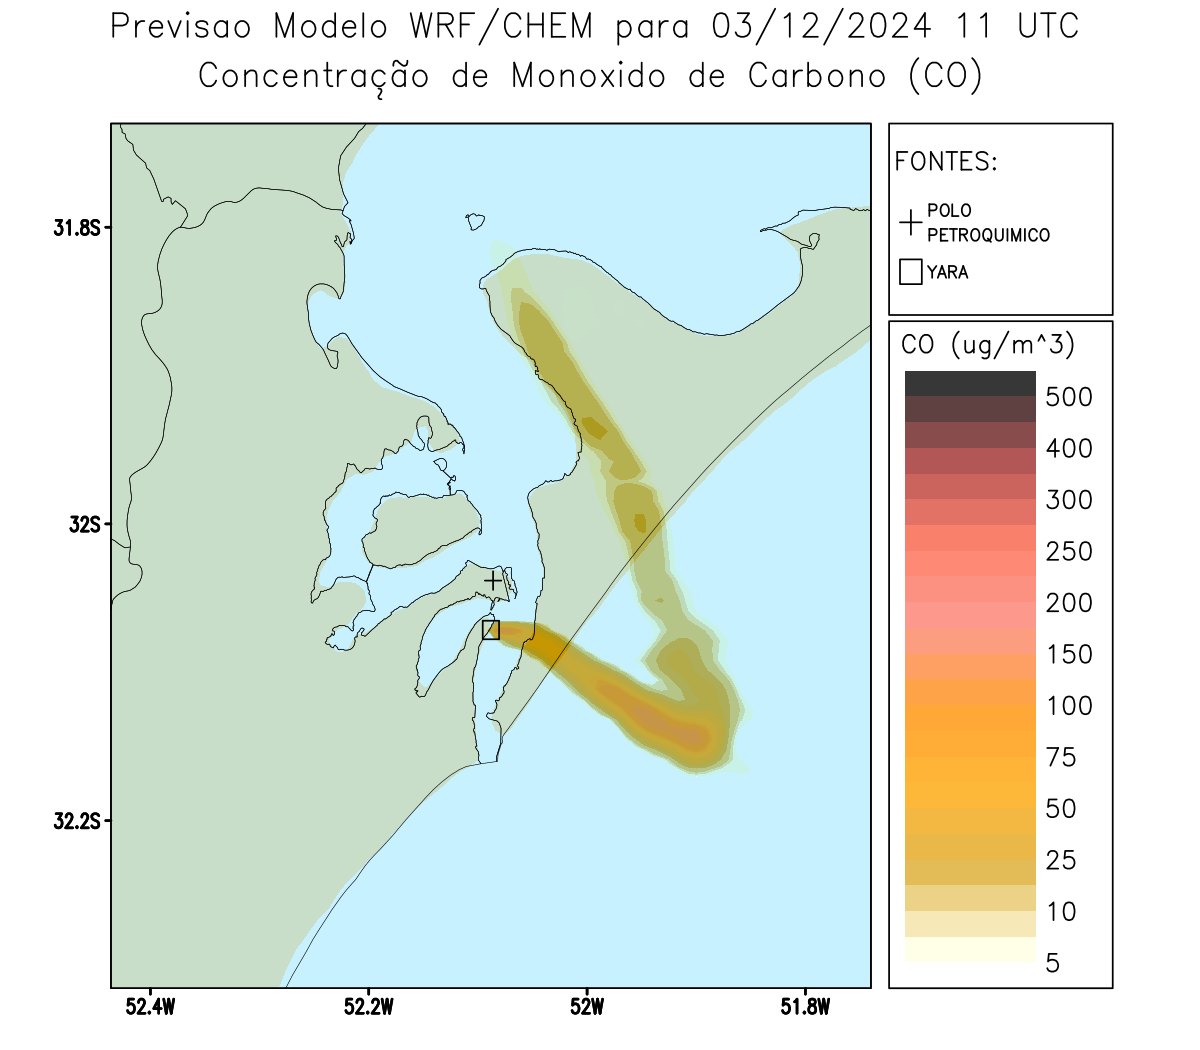 Previsao Modelo WRF/CHEM para 03/12/2024 11 UTC
Concentração de Monoxido de Carbono (CO)
FONTES:
POLO
PETROQUIMICO
YARA
CO (ug/m^3)
500
400
300
250
200
150
100
75
50
25
10
5
31.8S
32S
32.2S
52.4W
52.2W
52W
51.8W